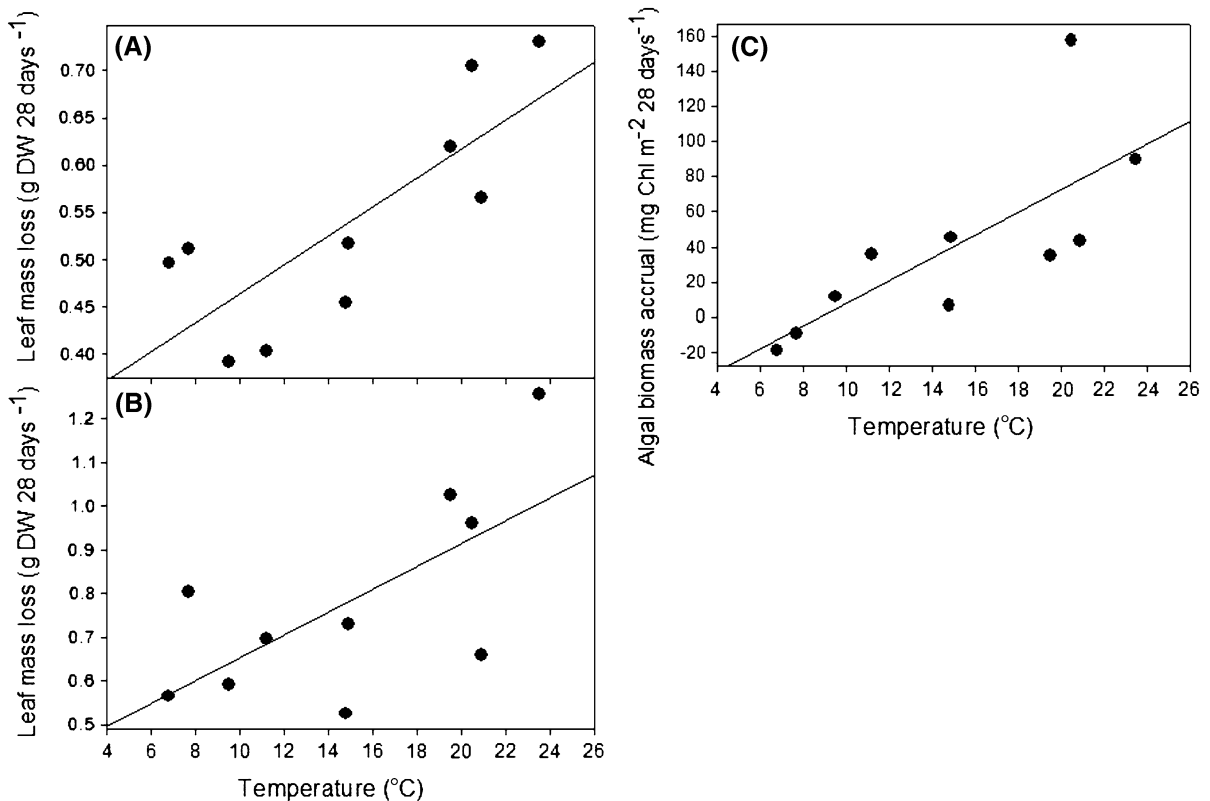 (A)
Leaf mass loss (g DW 28 days⁻¹)
0.70
0.65
0.60
0.55
0.50
0.45
0.40
(B)
Leaf mass loss (g DW 28 days⁻¹)
1.2
1.1
1.0
0.9
0.8
0.7
0.6
0.5
4 6 8 10 12 14 16 18 20 22 24 26
Temperature (°C)
(C)
Algal biomass accrual (mg Chl m⁻² 28 days⁻¹)
160
140
120
100
80
60
40
20
0
-20
4 6 8 10 12 14 16 18 20 22 24 26
Temperature (°C)